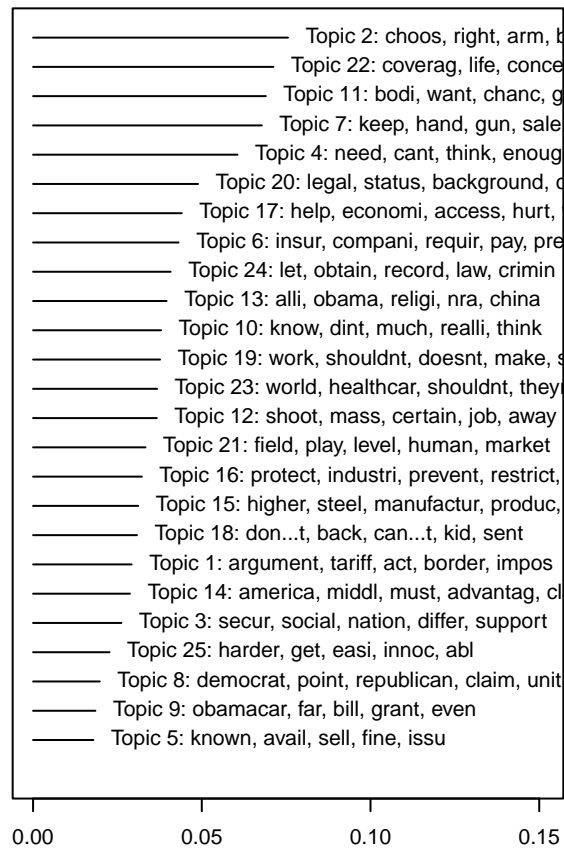 Topic 2: choos, right, arm, b
Topic 22: coverag, life, conce
Topic 11: bodi, want, chanc, g
Topic 7: keep, hand, gun, sale
Topic 4: need, cant, think, enoug
Topic 20: legal, status, background, c
Topic 17: help, economi, access, hurt,
Topic 6: insur, compani, requir, pay, pre
Topic 24: let, obtain, record, law, crimin
Topic 13: alli, obama, religi, nra, china
Topic 10: know, dint, much, realli, think
Topic 19: work, shouldnt, doesnt, make, s
Topic 23: world, healthcar, shouldnt, they
Topic 12: shoot, mass, certain, job, away
Topic 21: field, play, level, human, market
Topic 16: protect, industri, prevent, restrict,
Topic 15: higher, steel, manufactur, produc,
Topic 18: don...t, back, can...t, kid, sent
Topic 1: argument, tariff, act, border, impos
Topic 14: america, middl, must, advantag, cl
Topic 3: secur, social, nation, differ, support
Topic 25: harder, get, easi, innoc, abl
Topic 8: democrat, point, republican, claim, unit
Topic 9: obamacar, far, bill, grant, even
Topic 5: known, avail, sell, fine, issu
0.00 0.05 0.10 0.15